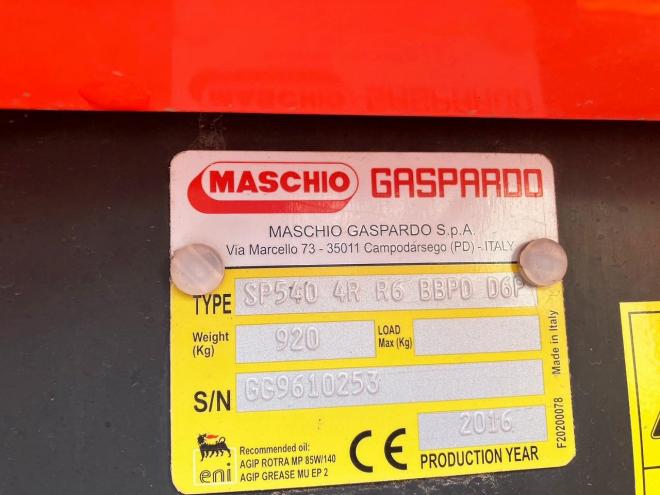 MASCHIO GASPARDO
MASCHIO GASPARDO S.p.A.
Via Marcello 73 - 35011 Campodársego (PD) - ITALY
TYPE SP540 4R R6 BBPO D6P
Weight (Kg) 920 LOAD Max (Kg)
S/N GG9610253
2016
PRODUCTION YEAR
eni
Recommended oil:
AGIP ROTRA MP 85W/140
AGIP GREASE MU EP 2
CE
Made in Italy
F20200078